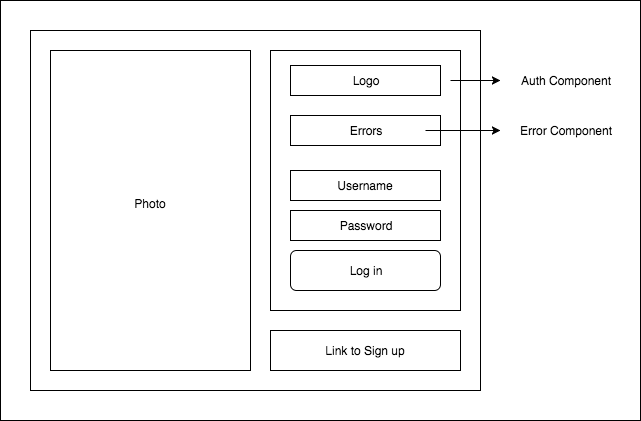 Logo
Auth Component
Errors
Error Component
Photo
Username
Password
Log in
Link to Sign up